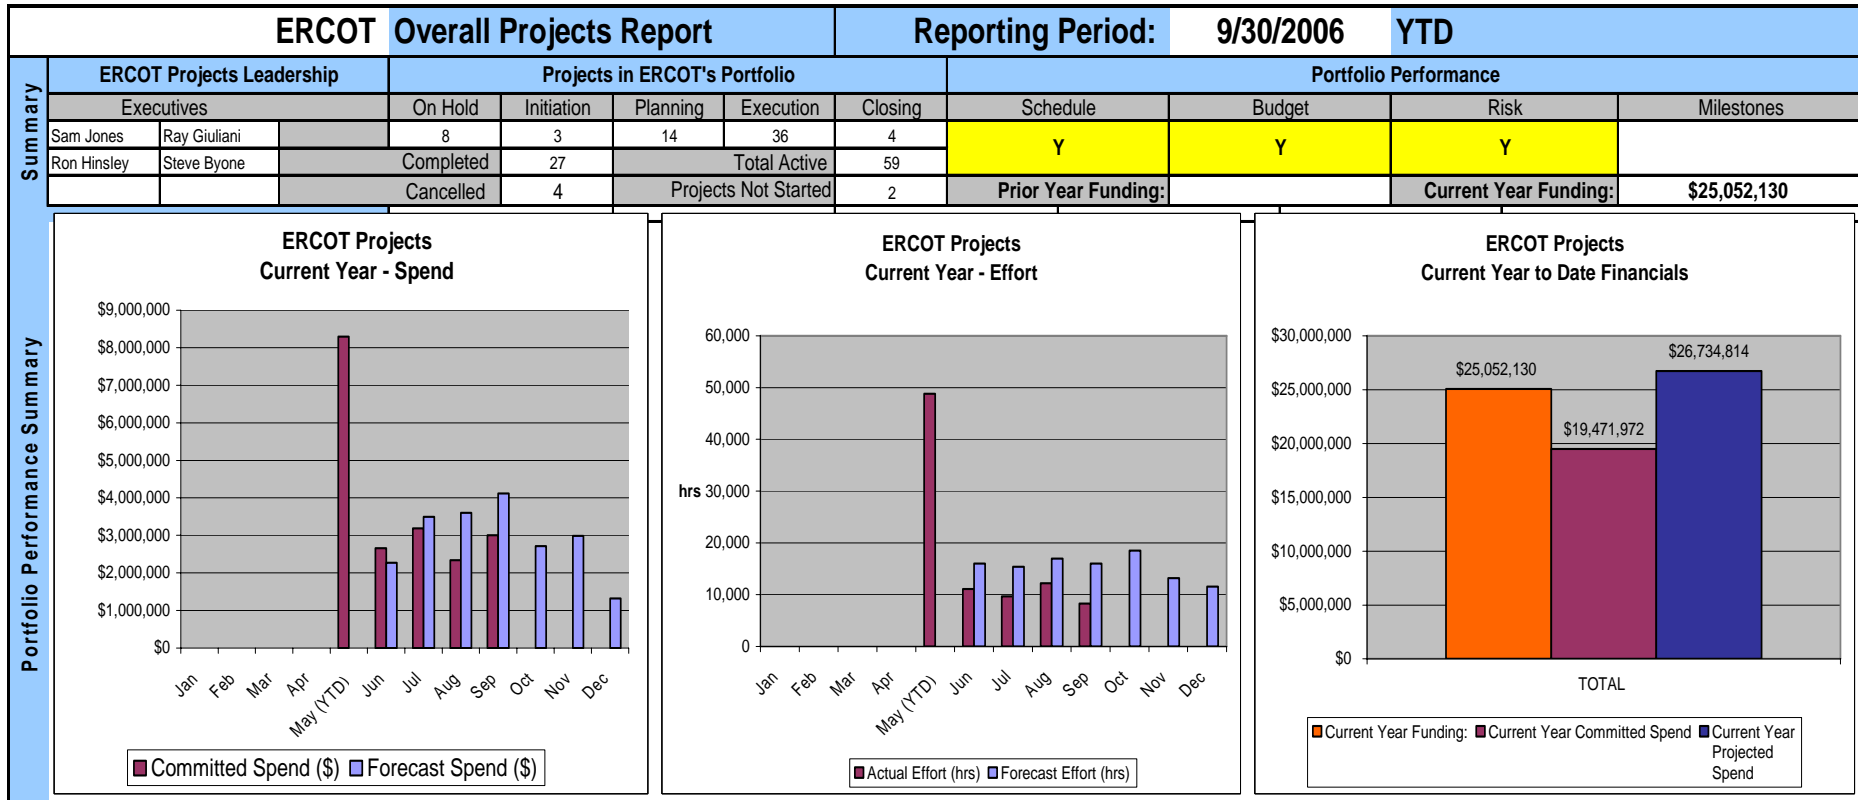 ERCOT Overall Projects Report Reporting Period: 9/30/2006 YTD
Summary
ERCOT Projects Leadership Projects in ERCOT's Portfolio Portfolio Performance
Executives On Hold Initiation Planning Execution Closing Schedule Budget Risk Milestones
Sam Jones Ray Giuliani 8 3 14 36 4 Y Y Y
Ron Hinsley Steve Byone Completed 27 Total Active 59
Cancelled 4 Projects Not Started 2 Prior Year Funding: Current Year Funding: $25,052,130
Portfolio Performance Summary
ERCOT Projects
Current Year - Spend
$9,000,000
$8,000,000
$7,000,000
$6,000,000
$5,000,000
$4,000,000
$3,000,000
$2,000,000
$1,000,000
$0
Jan Feb Mar Apr May (YTD) Jun Jul Aug Sep Oct Nov Dec
Committed Spend ($) Forecast Spend ($)
ERCOT Projects
Current Year - Effort
60,000
50,000
40,000
hrs 30,000
20,000
10,000
0
Jan Feb Mar Apr May (YTD) Jun Jul Aug Sep Oct Nov Dec
Actual Effort (hrs) Forecast Effort (hrs)
ERCOT Projects
Current Year to Date Financials
$30,000,000
$25,000,000
$20,000,000
$15,000,000
$10,000,000
$5,000,000
$0
$25,052,130
$19,471,972
$26,734,814
TOTAL
Current Year Funding: Current Year Committed Spend Current Year
Projected
Spend